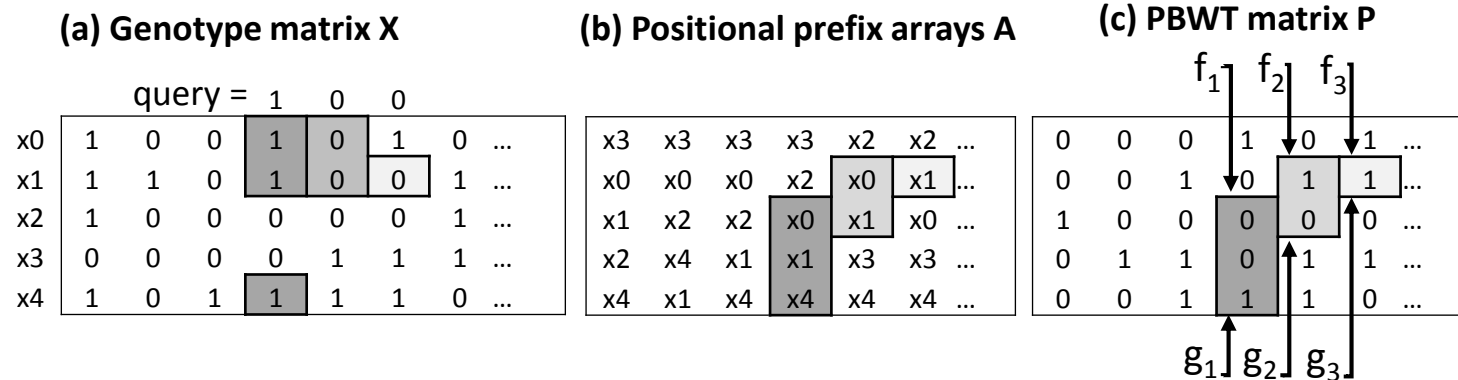 (a) Genotype matrix X
query = 1 0 0
x0 1 0 0 1 0 1 0 ...
x1 1 1 0 1 0 0 1 ...
x2 1 0 0 0 0 0 1 ...
x3 0 0 0 0 1 1 1 ...
x4 1 0 1 1 1 1 0 ...
(b) Positional prefix arrays A
x3 x3 x3 x3 x2 x2 ...
x0 x0 x0 x2 x0 x1 ...
x1 x2 x2 x0 x1 x0 ...
x2 x4 x1 x1 x3 x3 ...
x4 x1 x4 x4 x4 x4 ...
(c) PBWT matrix P
f1 f2 f3
0 0 0 1 0 1 ...
0 0 1 0 1 1 ...
1 0 0 0 0 0 ...
0 1 1 0 1 1 ...
0 0 1 1 1 0 ...
g1 g2 g3